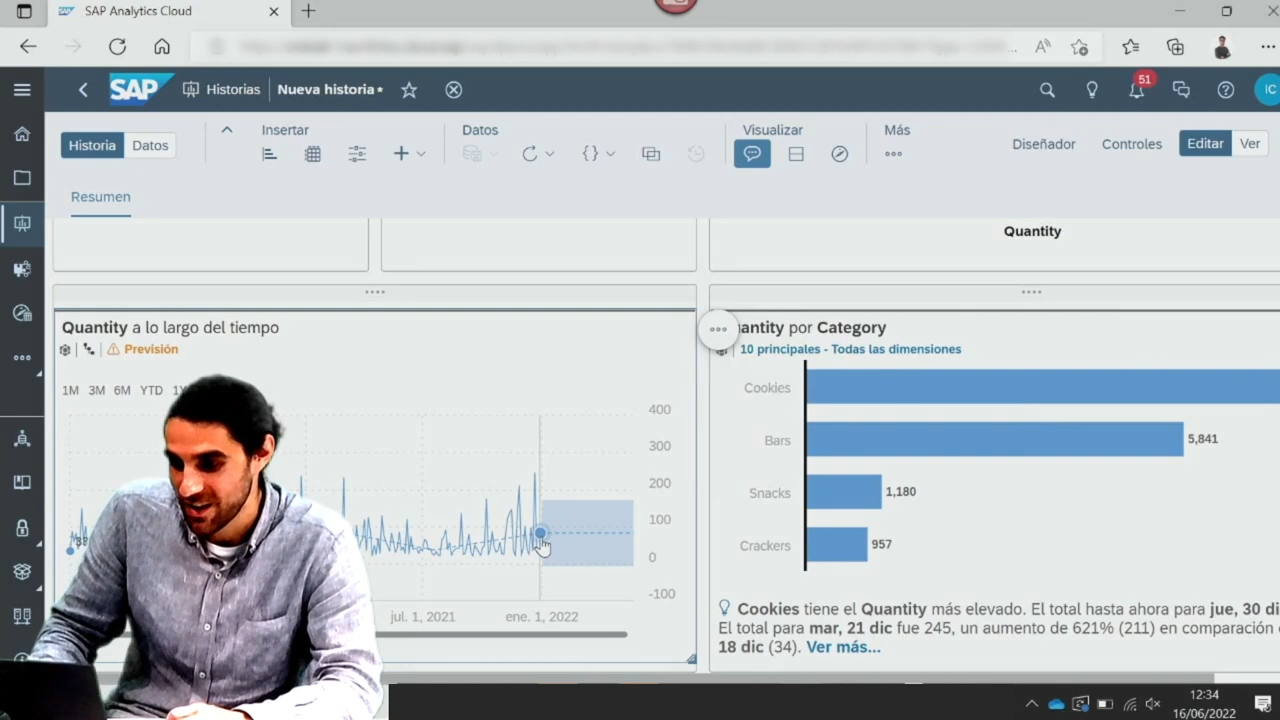 SAP Analytics Cloud
SAP
Historias
Nueva historia*
51
IC
Historia
Datos
Insertar
Datos
Visualizar
Más
Diseñador
Controles
Editar
Ver
Resumen
Quantity
Quantity a lo largo del tiempo
Previsión
1M 3M 6M YTD
400
300
200
100
0
-100
jul. 1, 2021
ene. 1, 2022
antity por Category
10 principales - Todas las dimensiones
Cookies
Bars
5,841
Snacks
1,180
Crackers
957
Cookies tiene el Quantity más elevado. El total hasta ahora para jue, 30 di
El total para mar, 21 dic fue 245, un aumento de 621% (211) en comparación
18 dic (34). Ver más...
12:34
16/06/2022